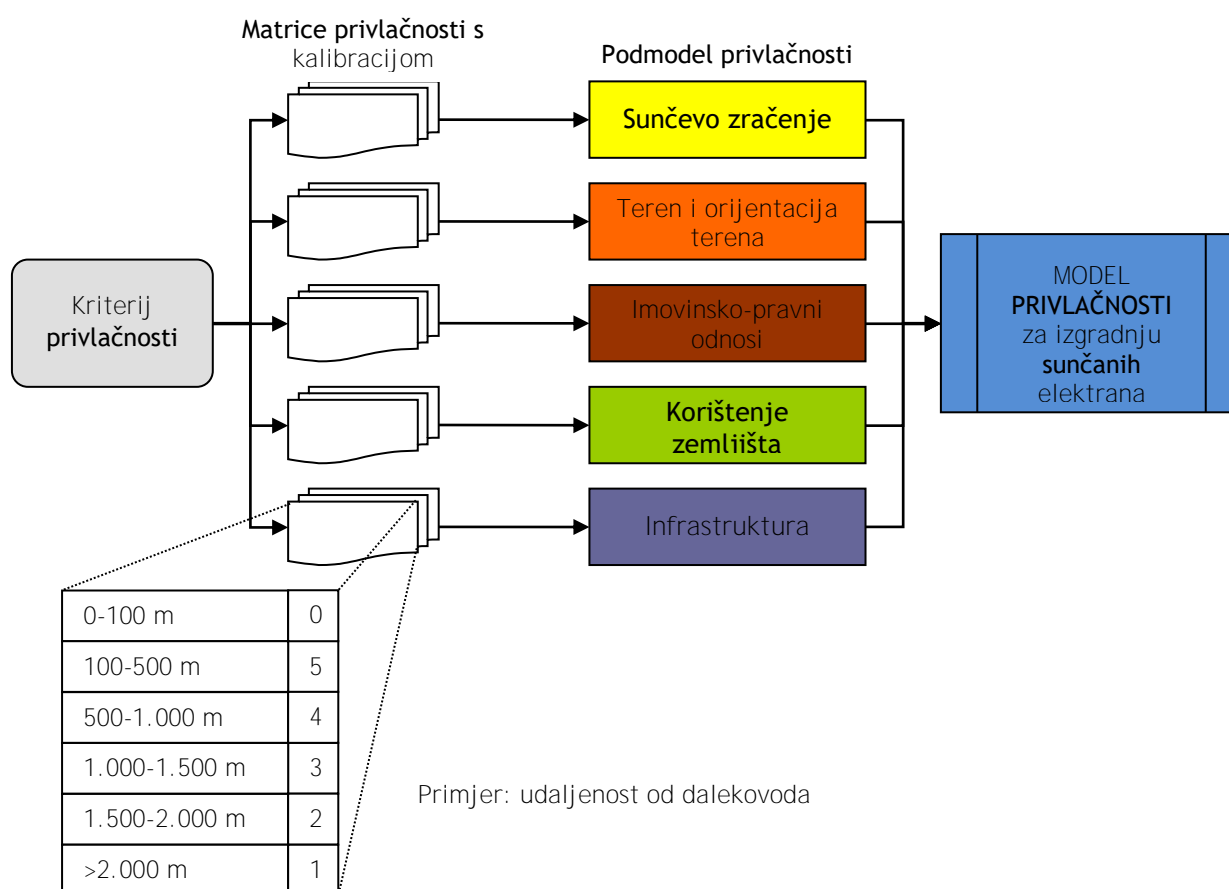 Matrice privlačnosti s
kalibracijom
Podmodel privlačnosti
Kriterij
privlačnosti
Sunčevo zračenje
Teren i orijentacija
terena
Imovinsko-pravni
odnosi
Korištenje
zemljišta
Infrastruktura
MODEL
PRIVLAČNOSTI
za izgradnju
sunčanih
elektrana
0-100 m 0
100-500 m 5
500-1.000 m 4
1.000-1.500 m 3
1.500-2.000 m 2
>2.000 m 1
Primjer: udaljenost od dalekovoda